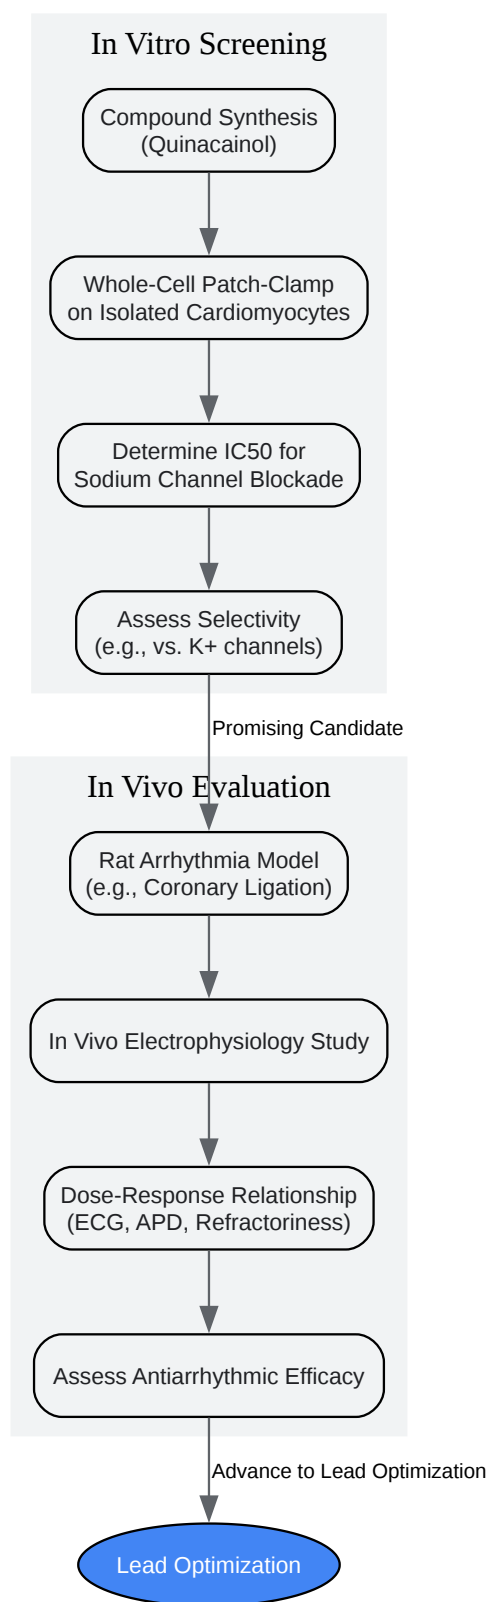 In Vitro Screening
Compound Synthesis
(Quinacainol)
Whole-Cell Patch-Clamp
on Isolated Cardiomyocytes
Determine IC50 for
Sodium Channel Blockade
Assess Selectivity
(e.g., vs. K+ channels)
Promising Candidate
In Vivo Evaluation
Rat Arrhythmia Model
(e.g., Coronary Ligation)
In Vivo Electrophysiology Study
Dose-Response Relationship
(ECG, APD, Refractoriness)
Assess Antiarrhythmic Efficacy
Advance to Lead Optimization
Lead Optimization